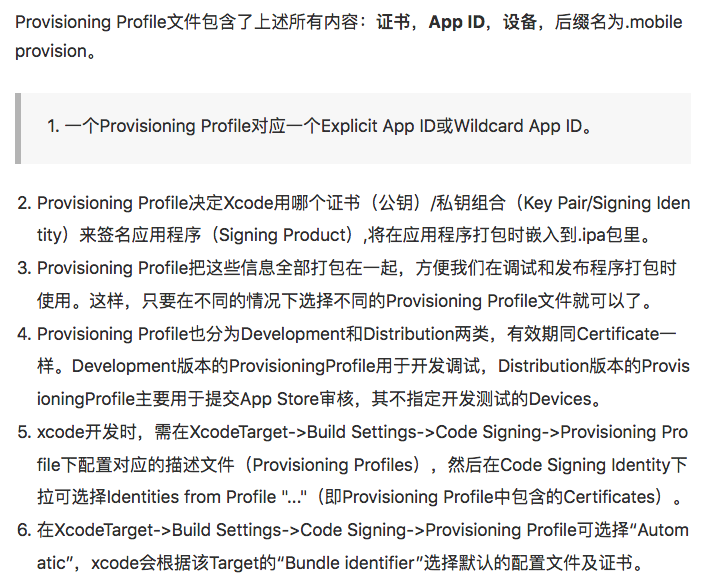 Provisioning Profile文件包含了上述所有内容：证书，App ID，设备，后缀名为.mobile
provision。
1. 一个Provisioning Profile对应一个Explicit App ID或Wildcard App ID。
2. Provisioning Profile决定Xcode用哪个证书（公钥）/私钥组合（Key Pair/Signing Iden
tity）来签名应用程序（Signing Product）,将在应用程序打包时嵌入到.ipa包里。
3. Provisioning Profile把这些信息全部打包在一起，方便我们在调试和发布程序打包时
使用。这样，只要在不同的情况下选择不同的Provisioning Profile文件就可以了。
4. Provisioning Profile也分为Development和Distribution两类，有效期同Certificate一
样。Development版本的ProvisioningProfile用于开发调试，Distribution版本的Provis
ioningProfile主要用于提交App Store审核，其不指定开发测试的Devices。
5. xcode开发时，需在XcodeTarget->Build Settings->Code Signing->Provisioning Pro
file下配置对应的描述文件（Provisioning Profiles），然后在Code Signing Identity下
拉可选择Identities from Profile "..."（即Provisioning Profile中包含的Certificates）。
6. 在XcodeTarget->Build Settings->Code Signing->Provisioning Profile可选择“Autom
atic”，xcode会根据该Target的“Bundle identifier”选择默认的配置文件及证书。